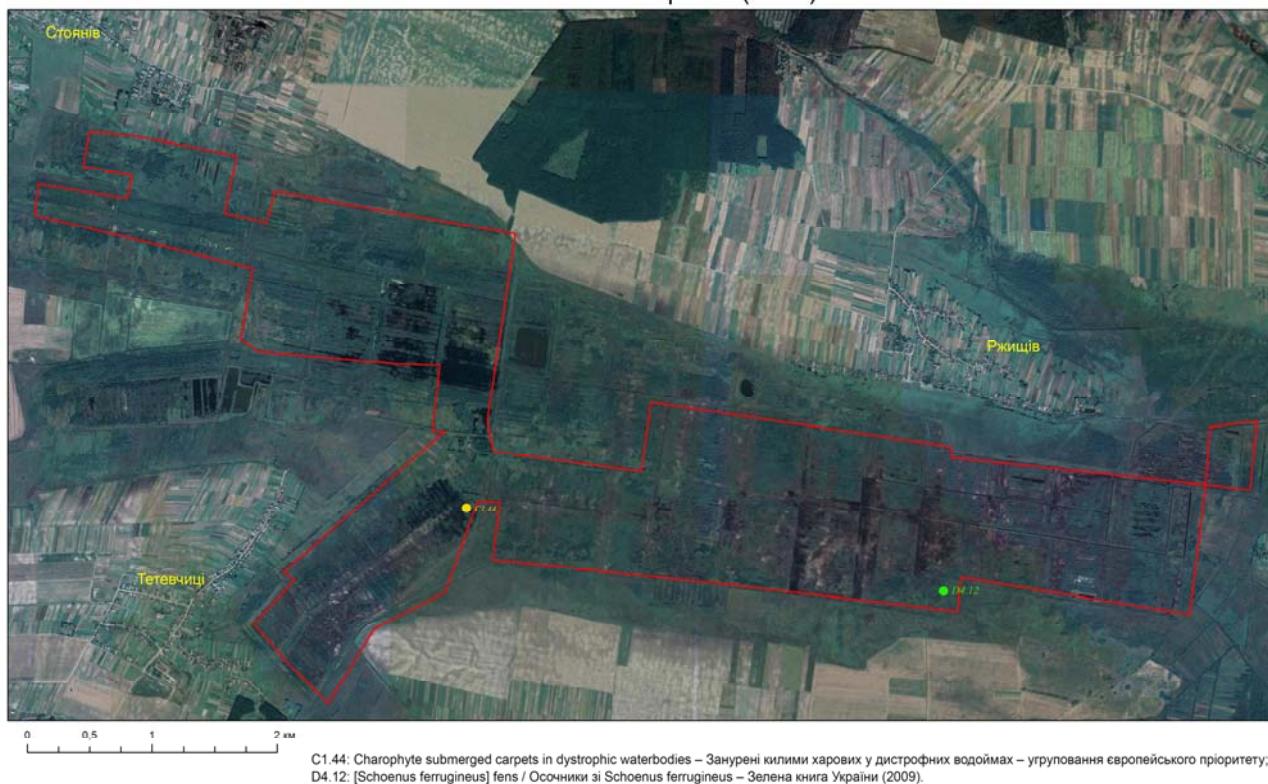 Стоянів
Ржищів
C1.44
Тетевчиці
D4.12
0 0,5 1 2 км
C1.44: Charophyte submerged carpets in dystrophic waterbodies – Занурені килими харових у дистрофних водоймах – угруповання європейського пріоритету;
D4.12: [Schoenus ferrugineus] fens / Осочники зі Schoenus ferrugineus – Зелена книга України (2009).